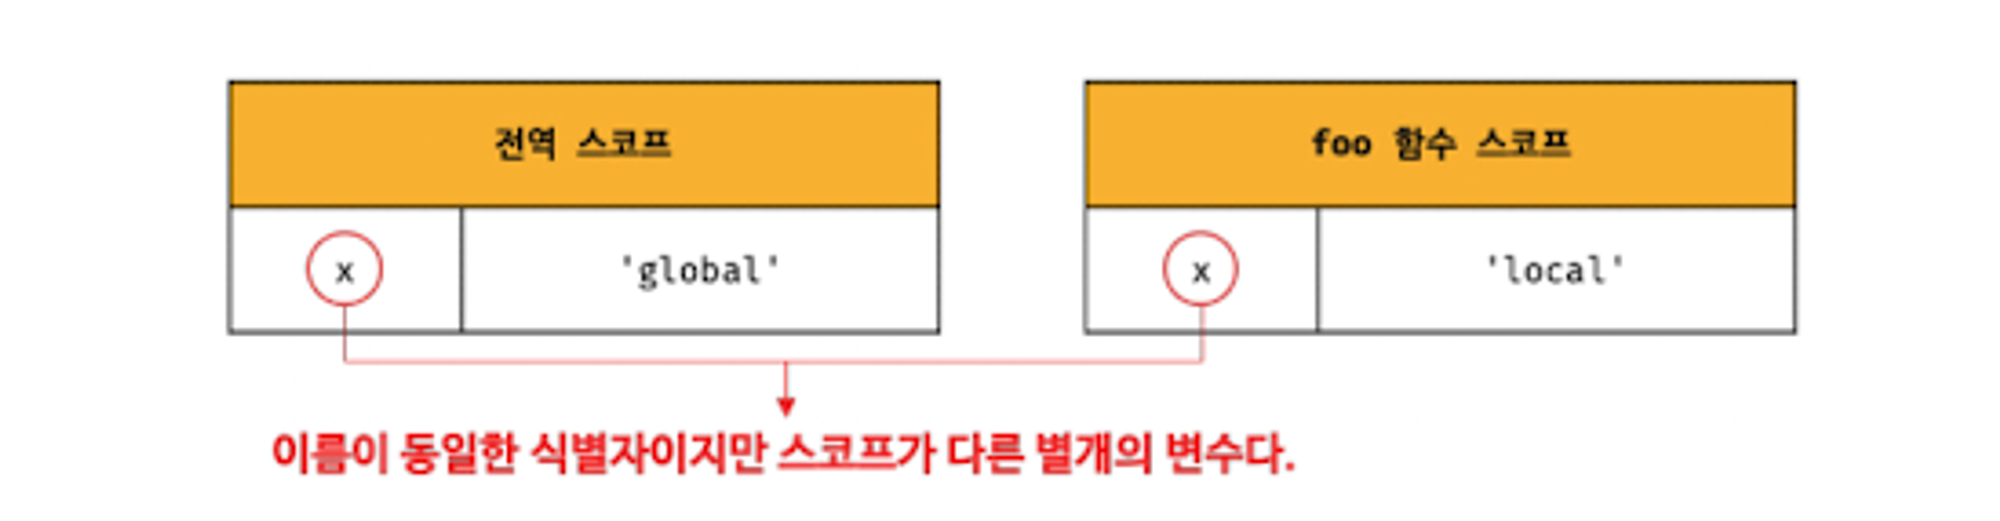 전역 스코프
foo 함수 스코프
x 'global'
x 'local'
이름이 동일한 식별자이지만 스코프가 다른 별개의 변수다.